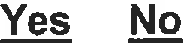 Yes No